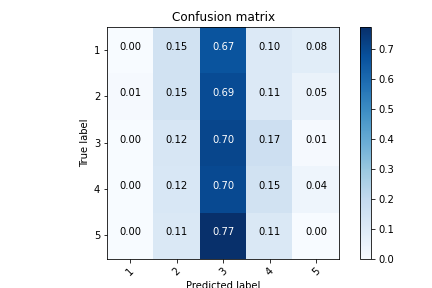 Confusion matrix
1 0.00 0.15 0.67 0.10 0.08
2 0.01 0.15 0.69 0.11 0.05
3 0.00 0.12 0.70 0.17 0.01
4 0.00 0.12 0.70 0.15 0.04
5 0.00 0.11 0.77 0.11 0.00
1 2 3 4 5
True label
Predicted label
0.7
0.6
0.5
0.4
0.3
0.2
0.1
0.0